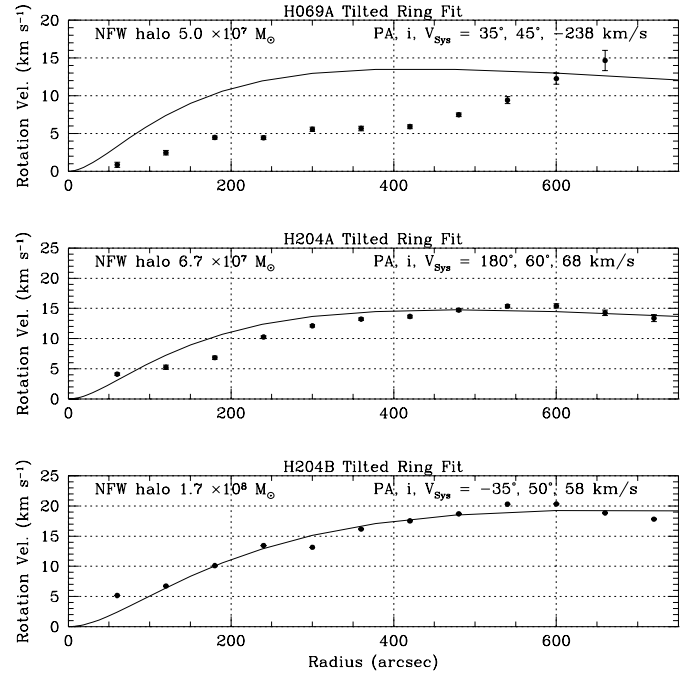 H069A Tilted Ring Fit
NFW halo 5.0 ×10⁷ M☉
PA, i, V_Sys = 35°, 45°, −238 km/s
Rotation Vel. (km s⁻¹)
20
15
10
5
0
0 200 400 600
H204A Tilted Ring Fit
NFW halo 6.7 ×10⁷ M☉
PA, i, V_Sys = 180°, 60°, 68 km/s
Rotation Vel. (km s⁻¹)
25
20
15
10
5
0
0 200 400 600
H204B Tilted Ring Fit
NFW halo 1.7 ×10⁸ M☉
PA, i, V_Sys = −35°, 50°, 58 km/s
Rotation Vel. (km s⁻¹)
25
20
15
10
5
0
0 200 400 600
Radius (arcsec)